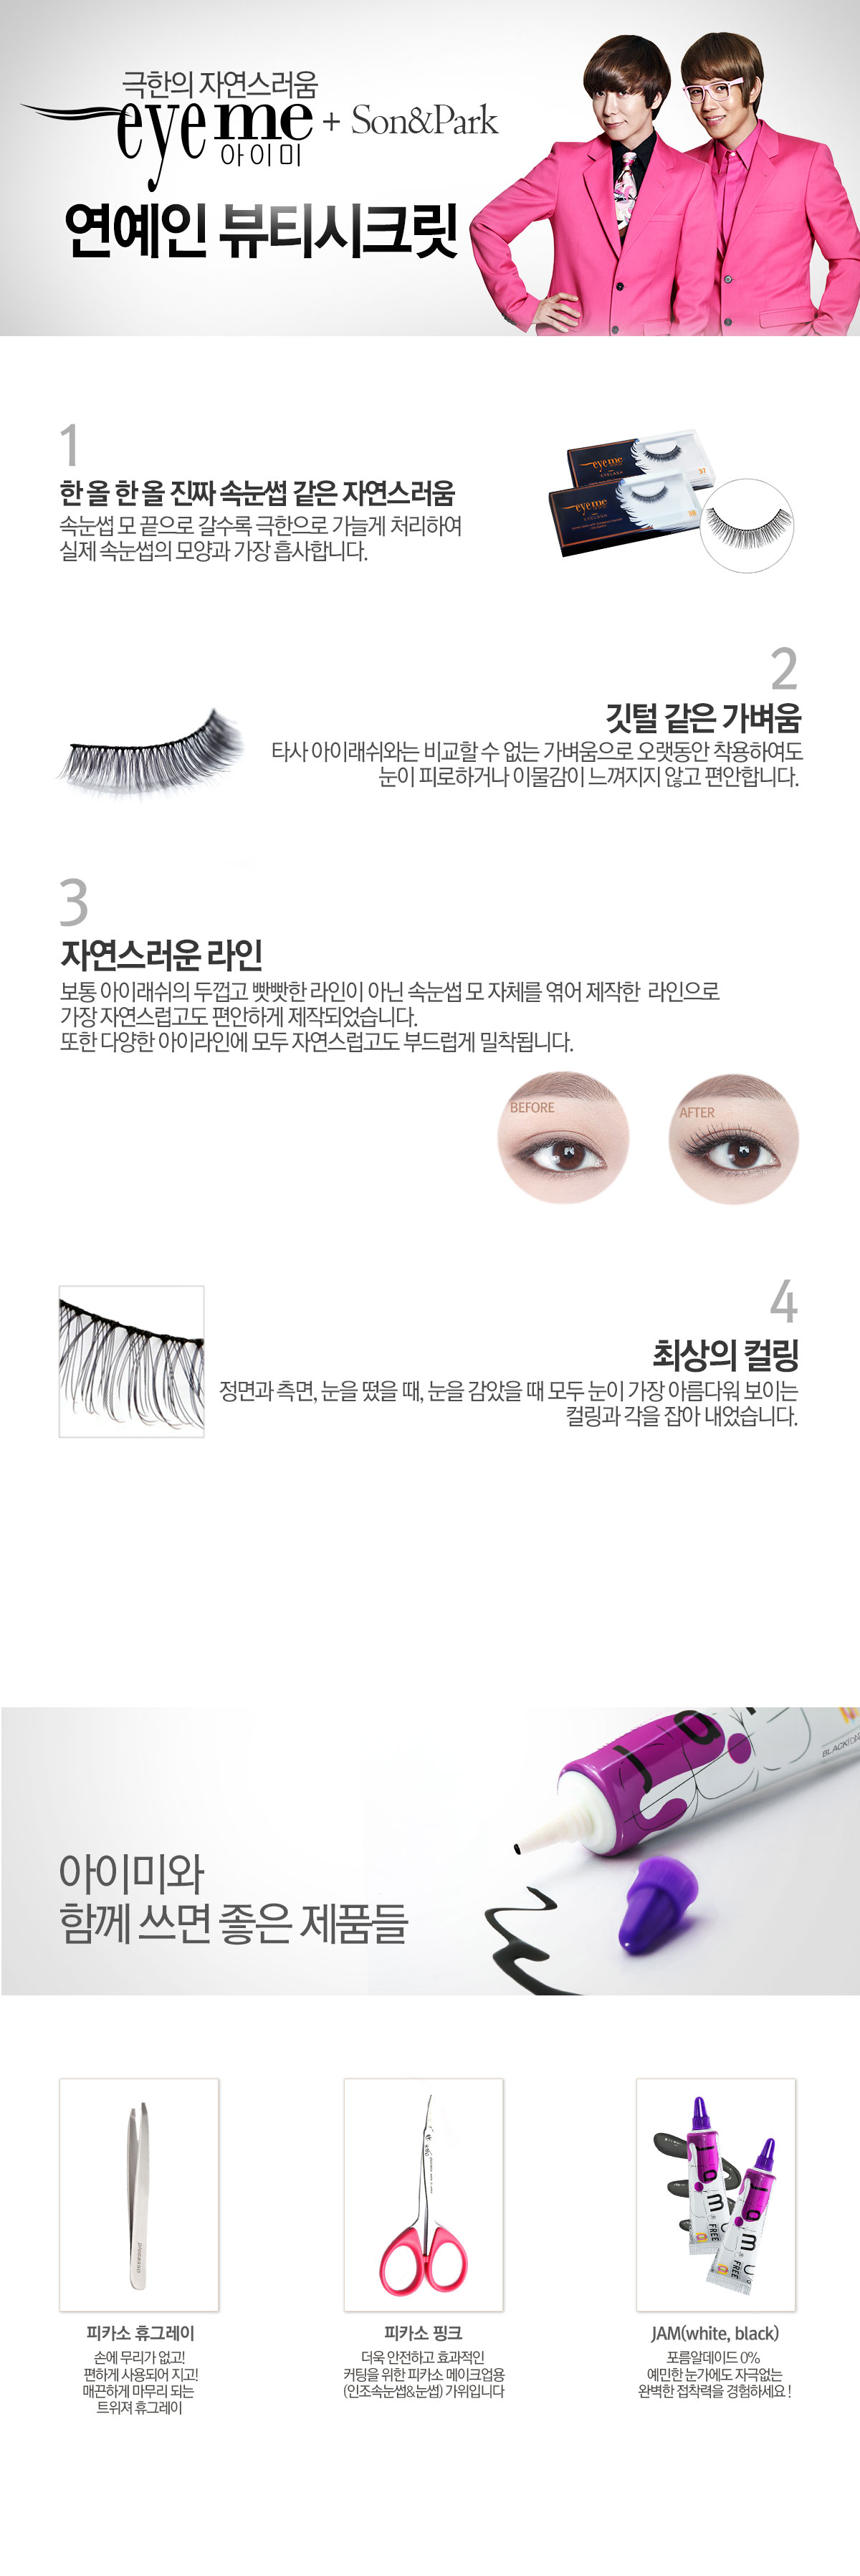 극한의 자연스러움
eye me + Son&Park
아이미
연예인 뷰티시크릿
1
한 올 한 올 진짜 속눈썹 같은 자연스러움
속눈썹 모 끝으로 갈수록 극한으로 가늘게 처리하여
실제 속눈썹의 모양과 가장 흡사합니다.
eye me
EYELASH
37
eye me
EYELASH
2
깃털 같은 가벼움
타사 아이래쉬와는 비교할 수 없는 가벼움으로 오랫동안 착용하여도
눈이 피로하거나 이물감이 느껴지지 않고 편안합니다.
3
자연스러운 라인
보통 아이래쉬의 두껍고 빳빳한 라인이 아닌 속눈썹 모 자체를 엮어 제작한 라인으로
가장 자연스럽고도 편안하게 제작되었습니다.
또한 다양한 아이라인에 모두 자연스럽고도 부드럽게 밀착됩니다.
BEFORE
AFTER
4
최상의 컬링
정면과 측면, 눈을 떴을 때, 눈을 감았을 때 모두 눈이 가장 아름다워 보이는
컬링과 각을 잡아 내었습니다.
BLACK
아이미와
함께 쓰면 좋은 제품들
FREE
FREE
피카소 휴그레이
손에 무리가 없고!
편하게 사용되어 지고!
매끈하게 마무리 되는
트위져 휴그레이
피카소 핑크
더욱 안전하고 효과적인
커팅을 위한 피카소 메이크업용
(인조속눈썹&눈썹) 가위입니다
JAM(white, black)
포름알데이드 0%
예민한 눈가에도 자극없는
완벽한 접착력을 경험하세요 !